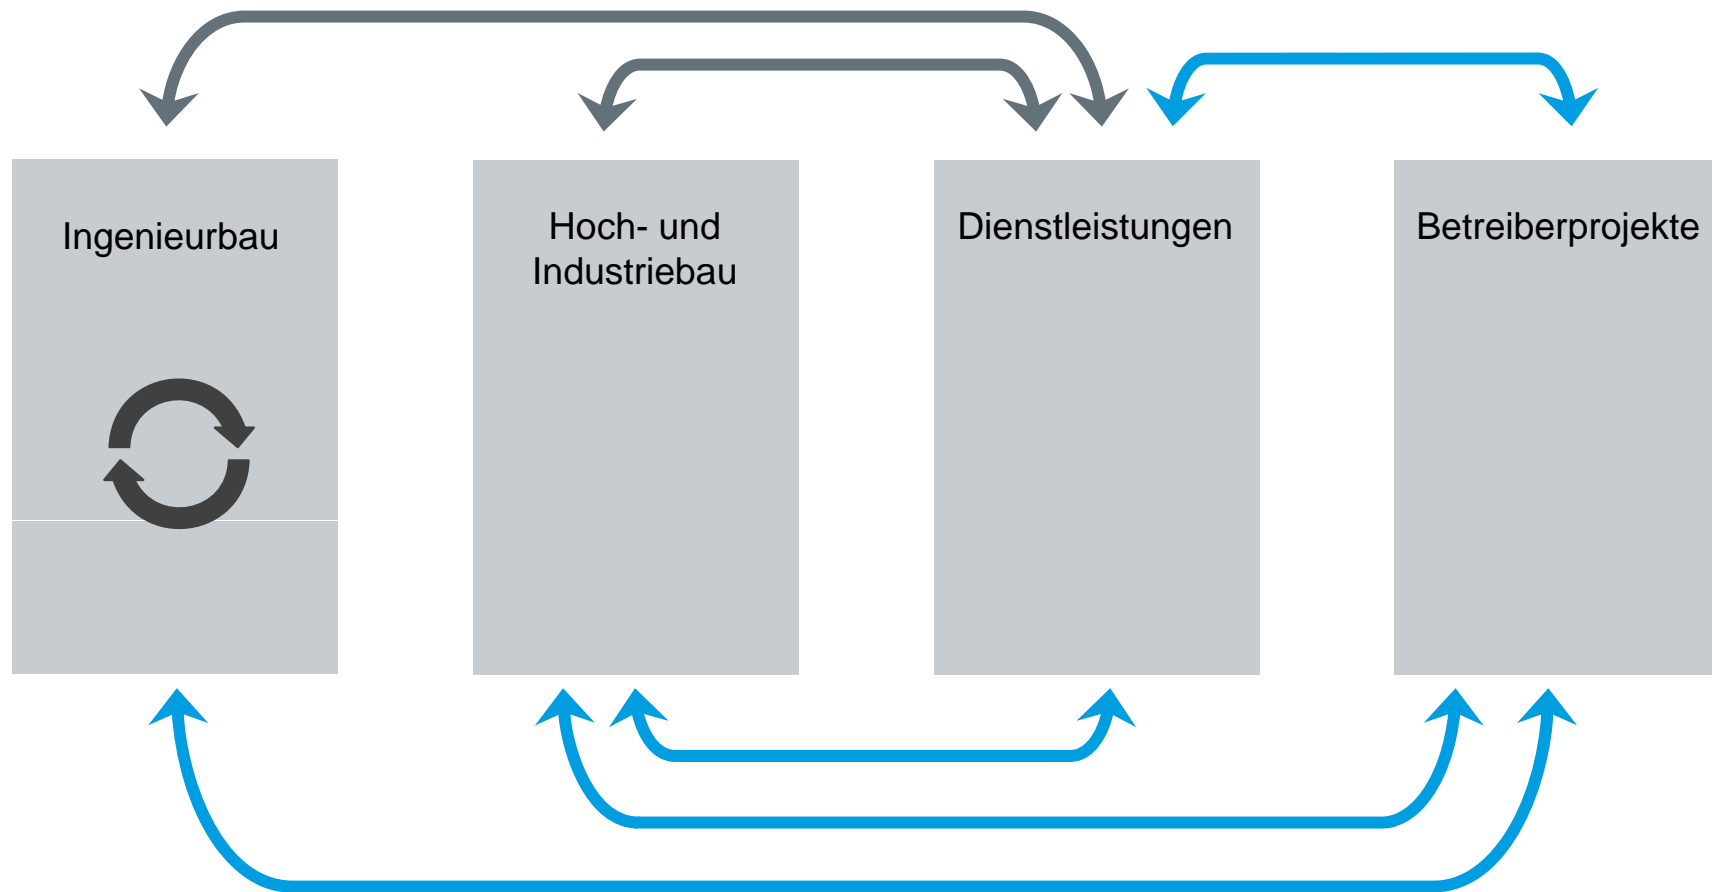 Ingenieurbau
Hoch- und
Industriebau
Dienstleistungen
Betreiberprojekte